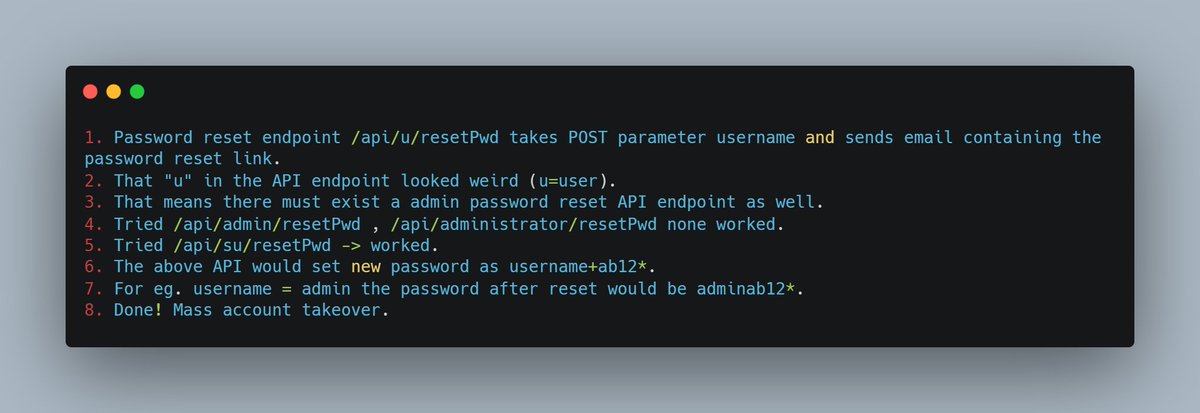 1. Password reset endpoint /api/u/resetPwd takes POST parameter username and sends email containing the
password reset link.
2. That "u" in the API endpoint looked weird (u=user).
3. That means there must exist a admin password reset API endpoint as well.
4. Tried /api/admin/resetPwd , /api/administrator/resetPwd none worked.
5. Tried /api/su/resetPwd -> worked.
6. The above API would set new password as username+ab12*.
7. For eg. username = admin the password after reset would be adminab12*.
8. Done! Mass account takeover.